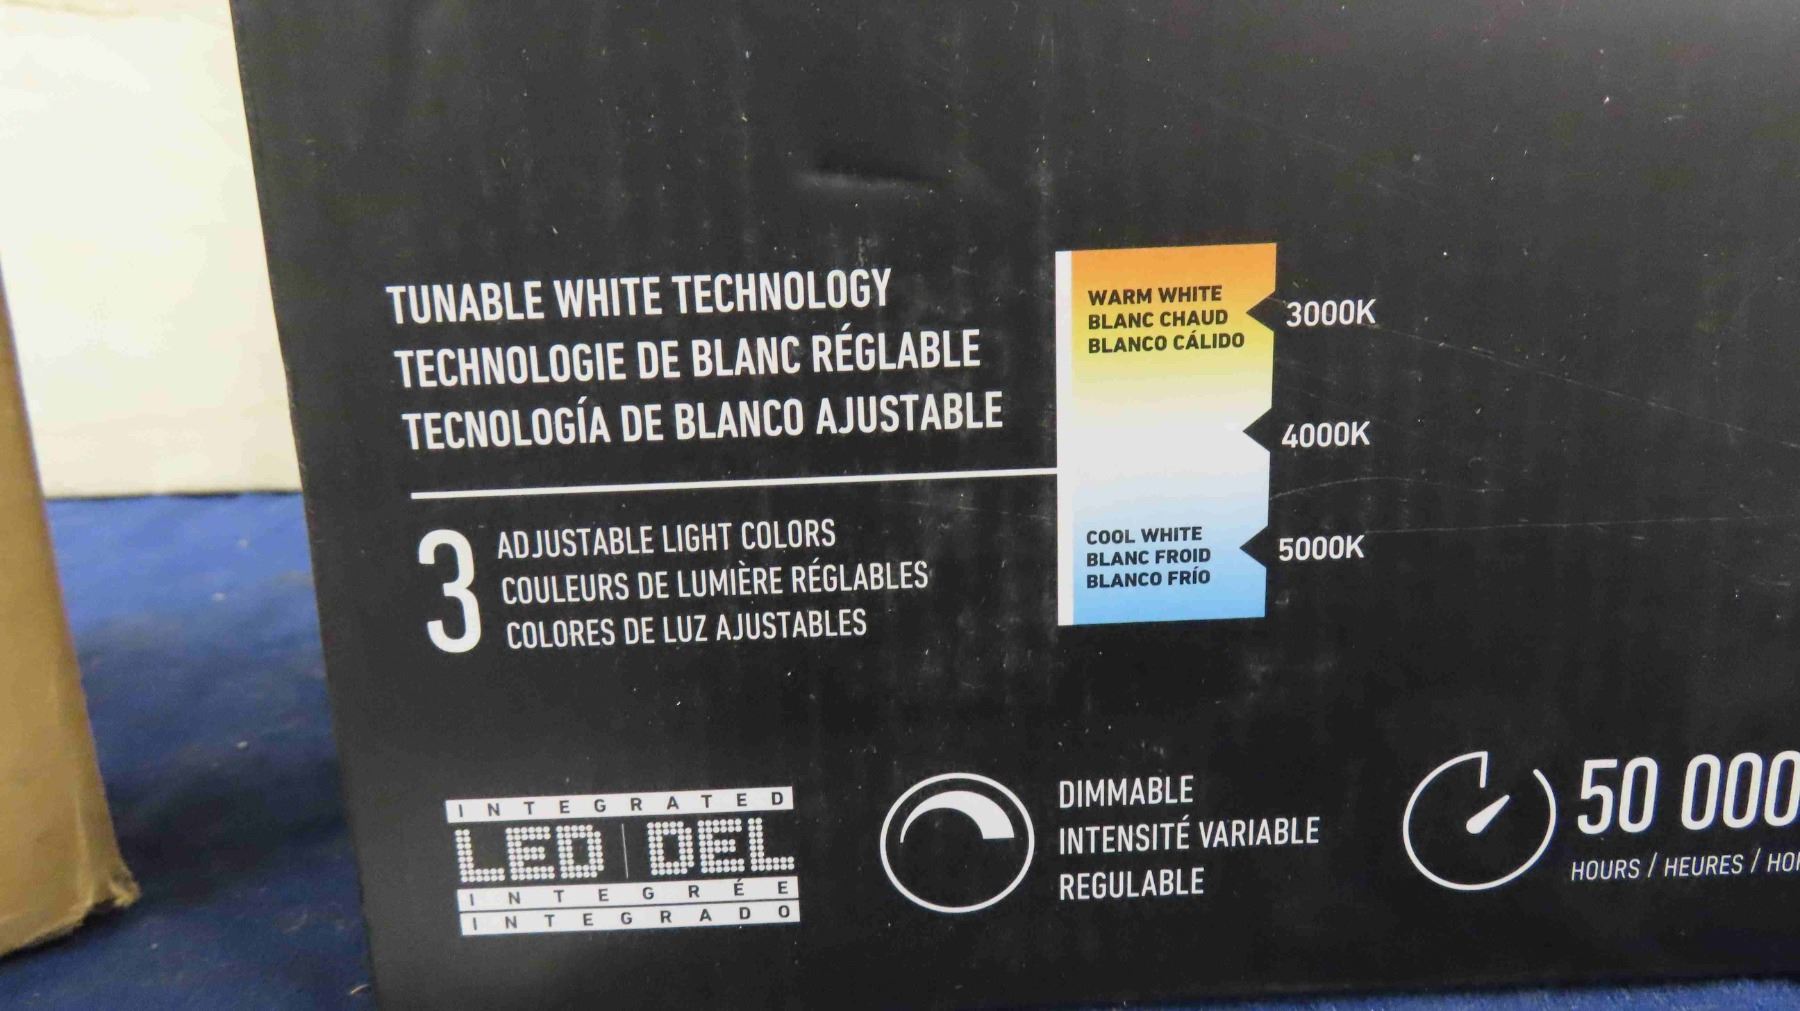 TUNABLE WHITE TECHNOLOGY
TECHNOLOGIE DE BLANC RÉGLABLE
TECNOLOGÍA DE BLANCO AJUSTABLE
3
ADJUSTABLE LIGHT COLORS
COULEURS DE LUMIÈRE RÉGLABLES
COLORES DE LUZ AJUSTABLES
WARM WHITE
BLANC CHAUD
BLANCO CÁLIDO
3000K
4000K
COOL WHITE
BLANC FROID
BLANCO FRÍO
5000K
INTEGRATED
LED | DEL
INTEGRÉE
INTEGRADO
DIMMABLE
INTENSITÉ VARIABLE
REGULABLE
50 000
HOURS / HEURES /